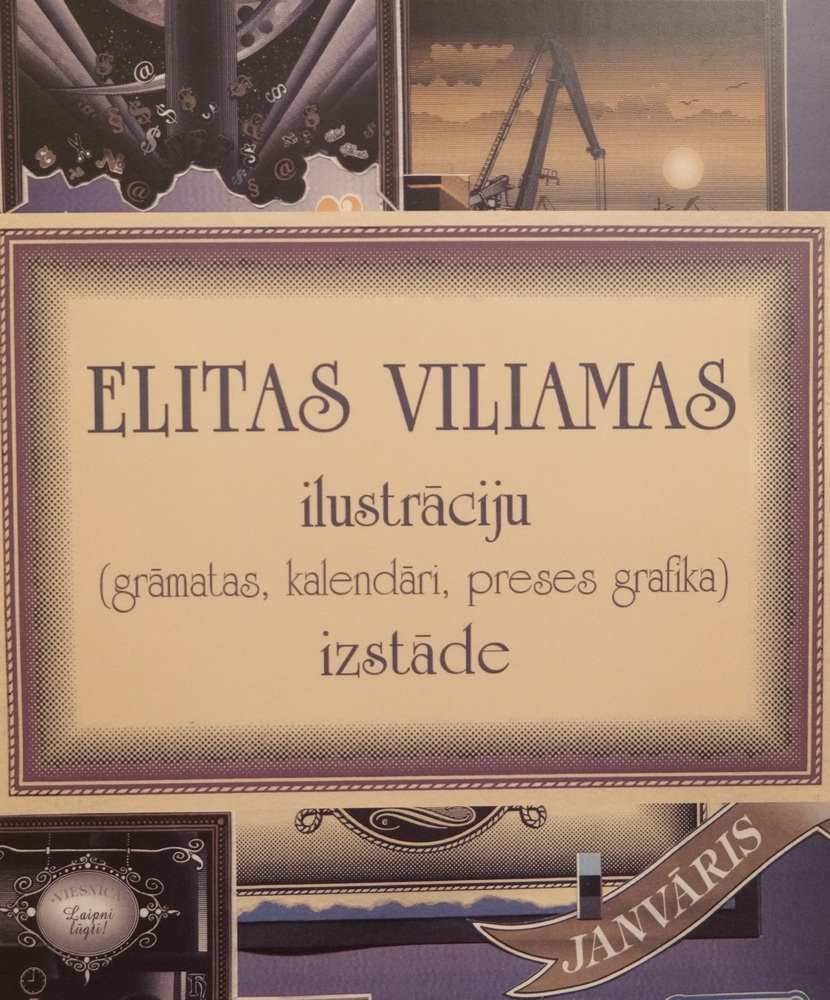 ELITAS VILIAMAS
ilustrāciju
(grāmatas, kalendāri, preses grafika)
izstāde
·VIESNĪCA·
Laipni
lūgti!
JANVĀRIS